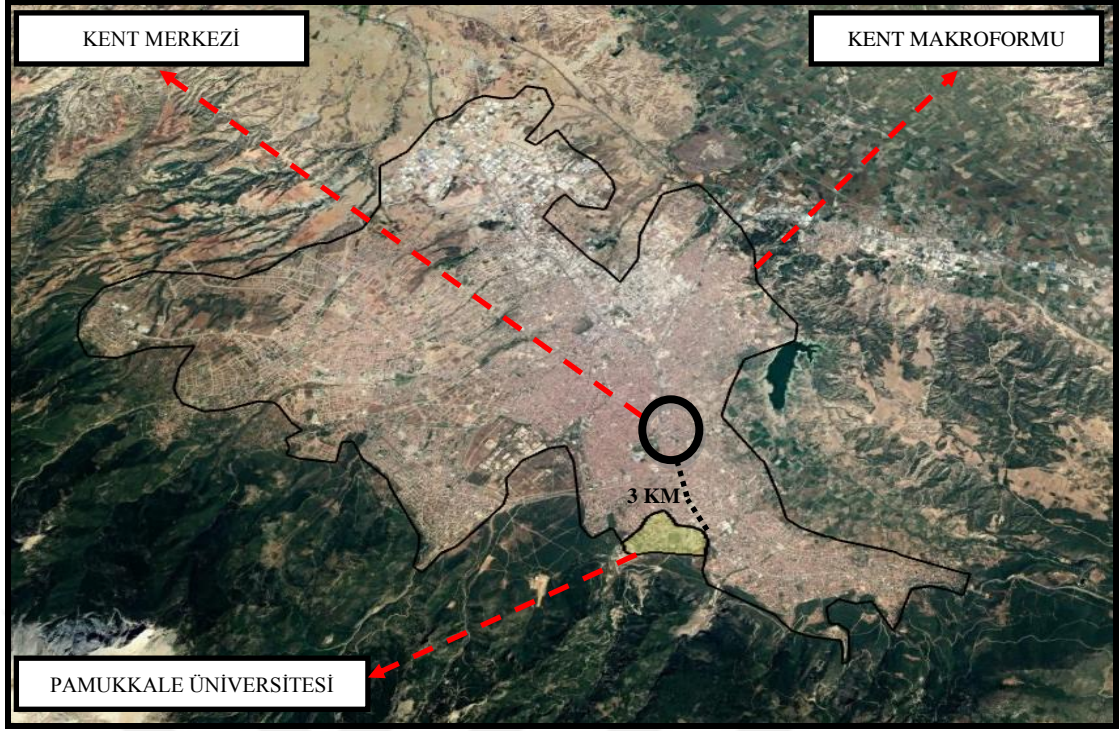 KENT MERKEZİ
KENT MAKROFORMU
3 KM
PAMUKKALE ÜNİVERSİTESİ